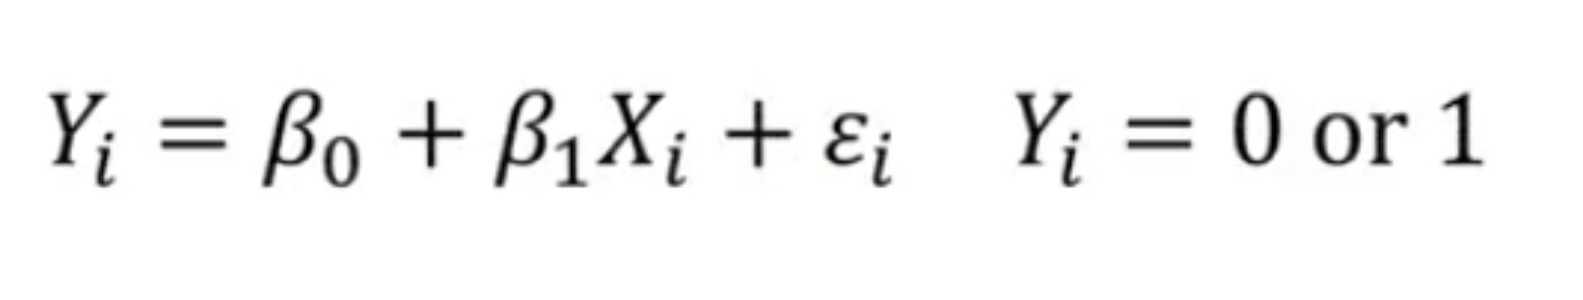 Yᵢ = β₀ + β₁Xᵢ + εᵢ   Yᵢ = 0 or 1